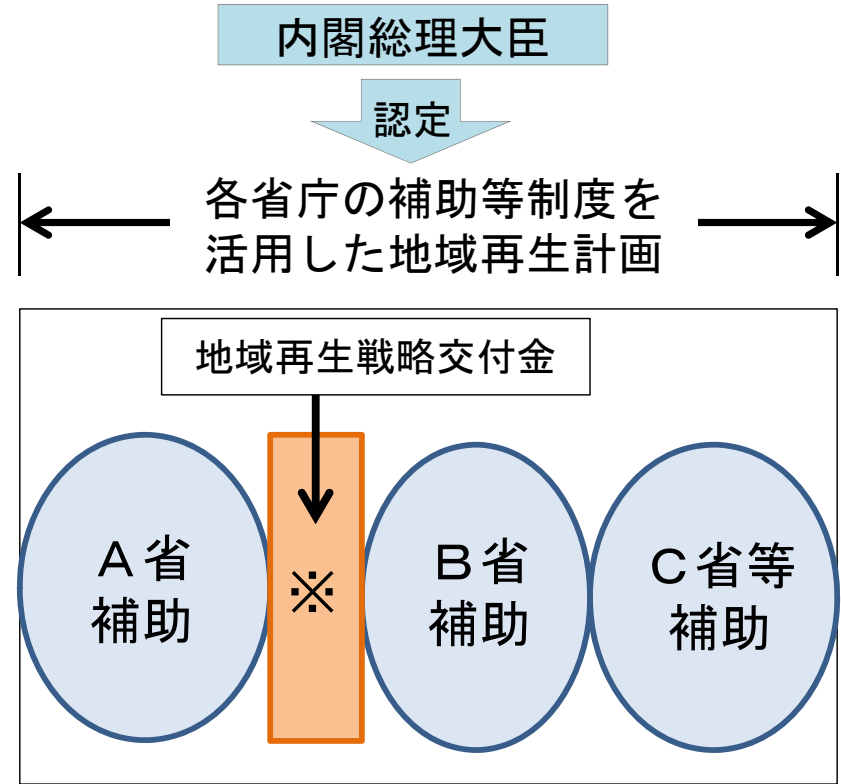 内閣総理大臣
認定
各省庁の補助等制度を
活用した地域再生計画
地域再生戦略交付金
Ａ省
補助
※
Ｂ省
補助
Ｃ省等
補助